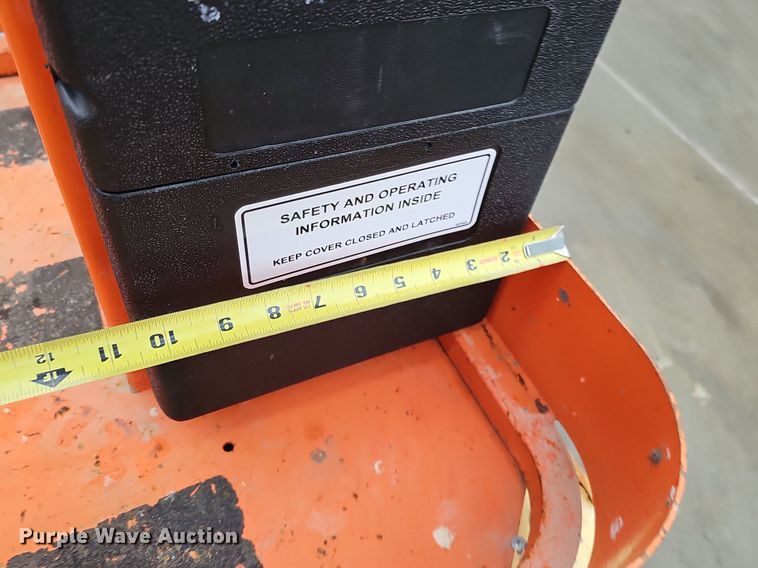 SAFETY AND OPERATING
INFORMATION INSIDE
KEEP COVER CLOSED AND LATCHED
12 11 10 9 8 7 6 5 4 3 2
1F
Purple Wave Auction